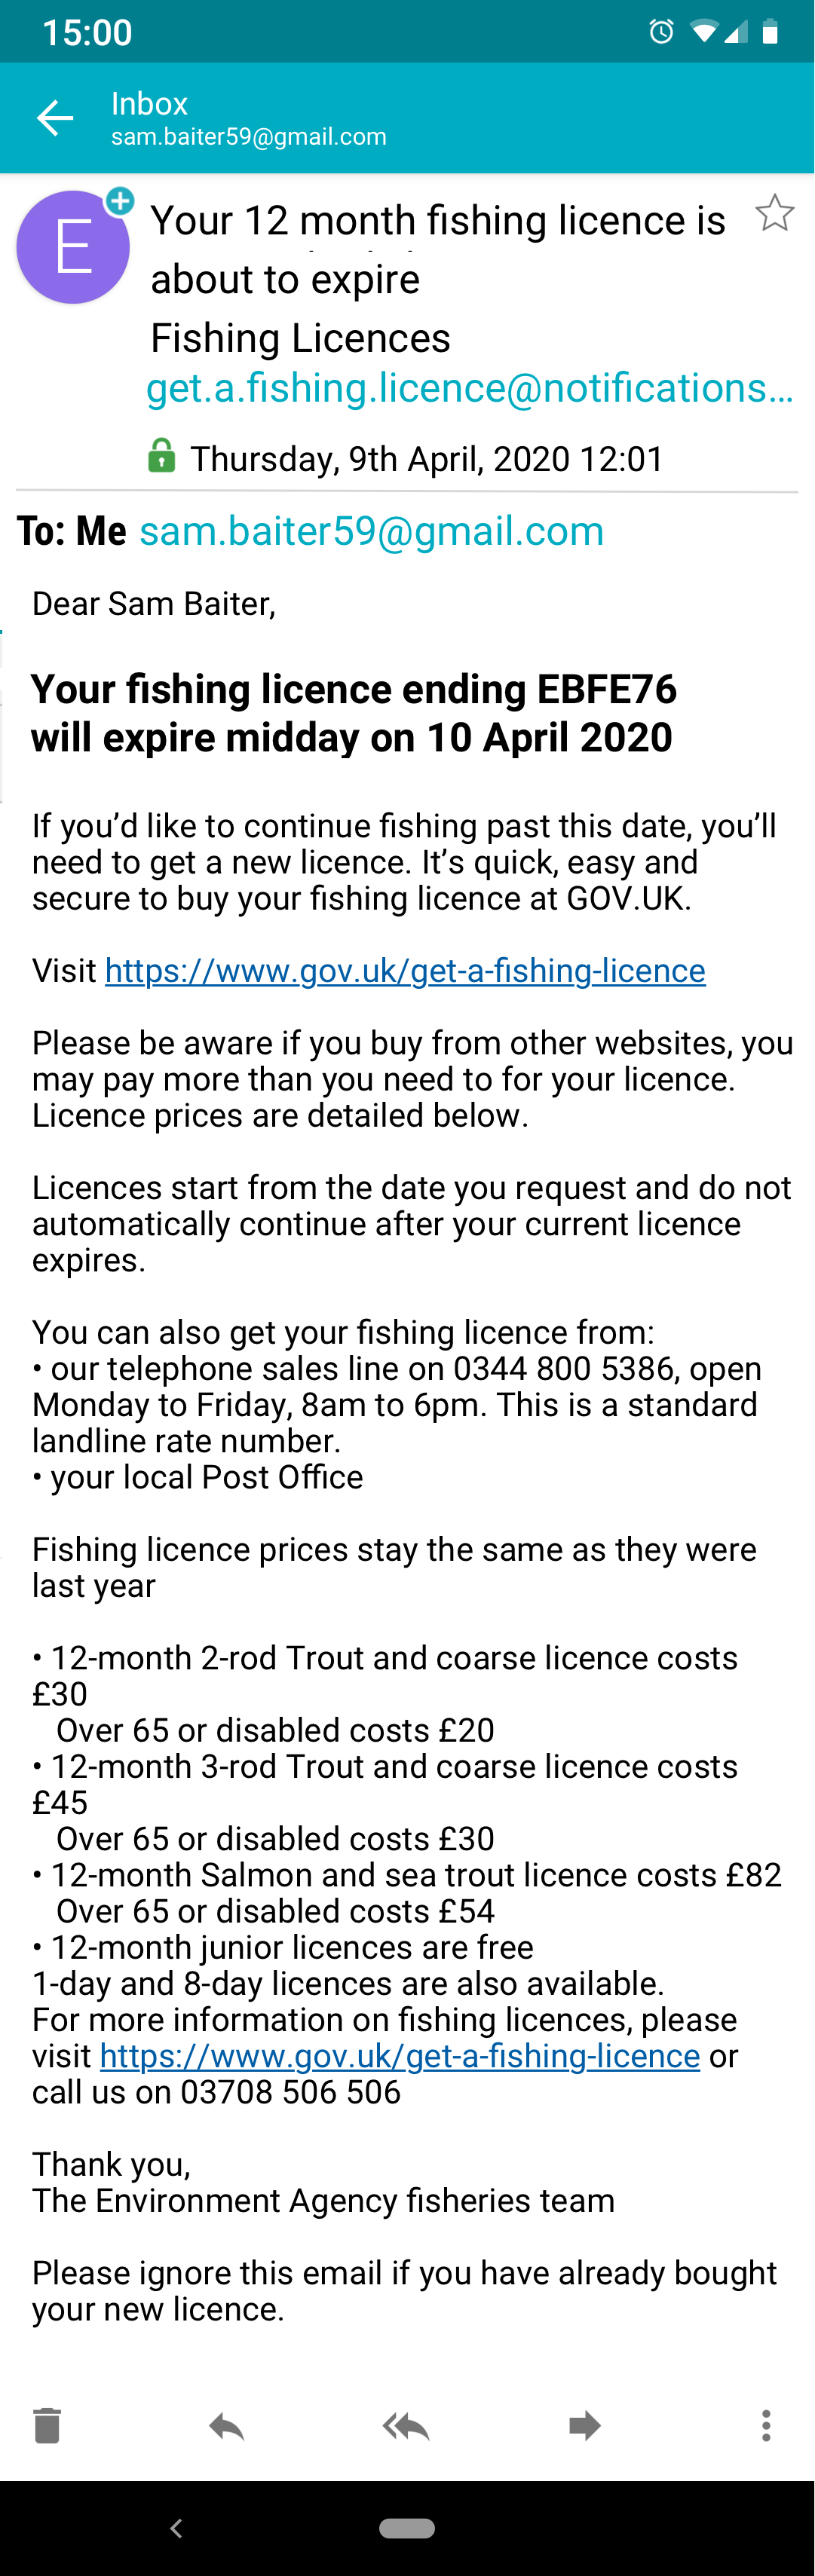 15:00
Inbox
sam.baiter59@gmail.com
E
Your 12 month fishing licence is
about to expire
Fishing Licences
get.a.fishing.licence@notifications...
Thursday, 9th April, 2020 12:01
To: Me sam.baiter59@gmail.com
Dear Sam Baiter,
Your fishing licence ending EBFE76
will expire midday on 10 April 2020
If you’d like to continue fishing past this date, you’ll
need to get a new licence. It’s quick, easy and
secure to buy your fishing licence at GOV.UK.
Visit https://www.gov.uk/get-a-fishing-licence
Please be aware if you buy from other websites, you
may pay more than you need to for your licence.
Licence prices are detailed below.
Licences start from the date you request and do not
automatically continue after your current licence
expires.
You can also get your fishing licence from:
• our telephone sales line on 0344 800 5386, open
Monday to Friday, 8am to 6pm. This is a standard
landline rate number.
• your local Post Office
Fishing licence prices stay the same as they were
last year
• 12-month 2-rod Trout and coarse licence costs
£30
Over 65 or disabled costs £20
• 12-month 3-rod Trout and coarse licence costs
£45
Over 65 or disabled costs £30
• 12-month Salmon and sea trout licence costs £82
Over 65 or disabled costs £54
• 12-month junior licences are free
1-day and 8-day licences are also available.
For more information on fishing licences, please
visit https://www.gov.uk/get-a-fishing-licence or
call us on 03708 506 506
Thank you,
The Environment Agency fisheries team
Please ignore this email if you have already bought
your new licence.